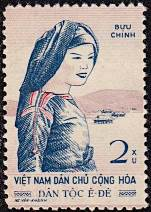 BƯU
CHÍNH
2 XU
VIỆT NAM DÂN CHỦ CỘNG HÒA
DÂN TỘC Ê-ĐÊ